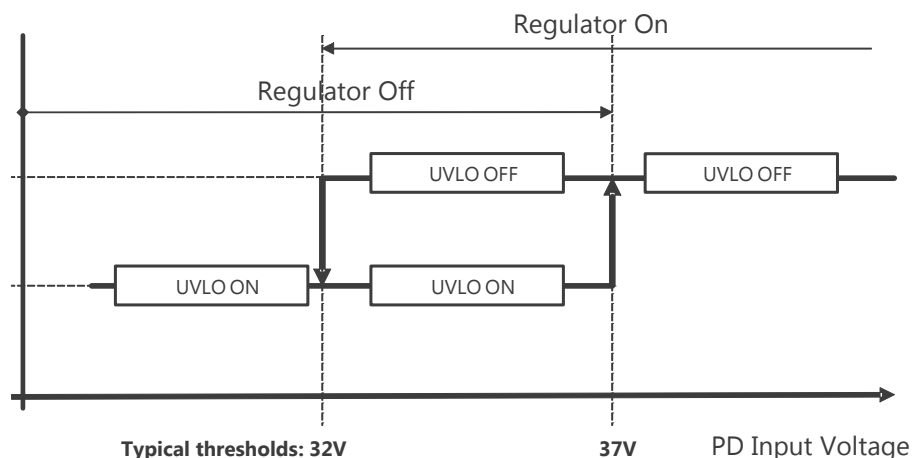 Regulator On
Regulator Off
UVLO OFF
UVLO OFF
UVLO ON
UVLO ON
Typical thresholds: 32V
37V
PD Input Voltage